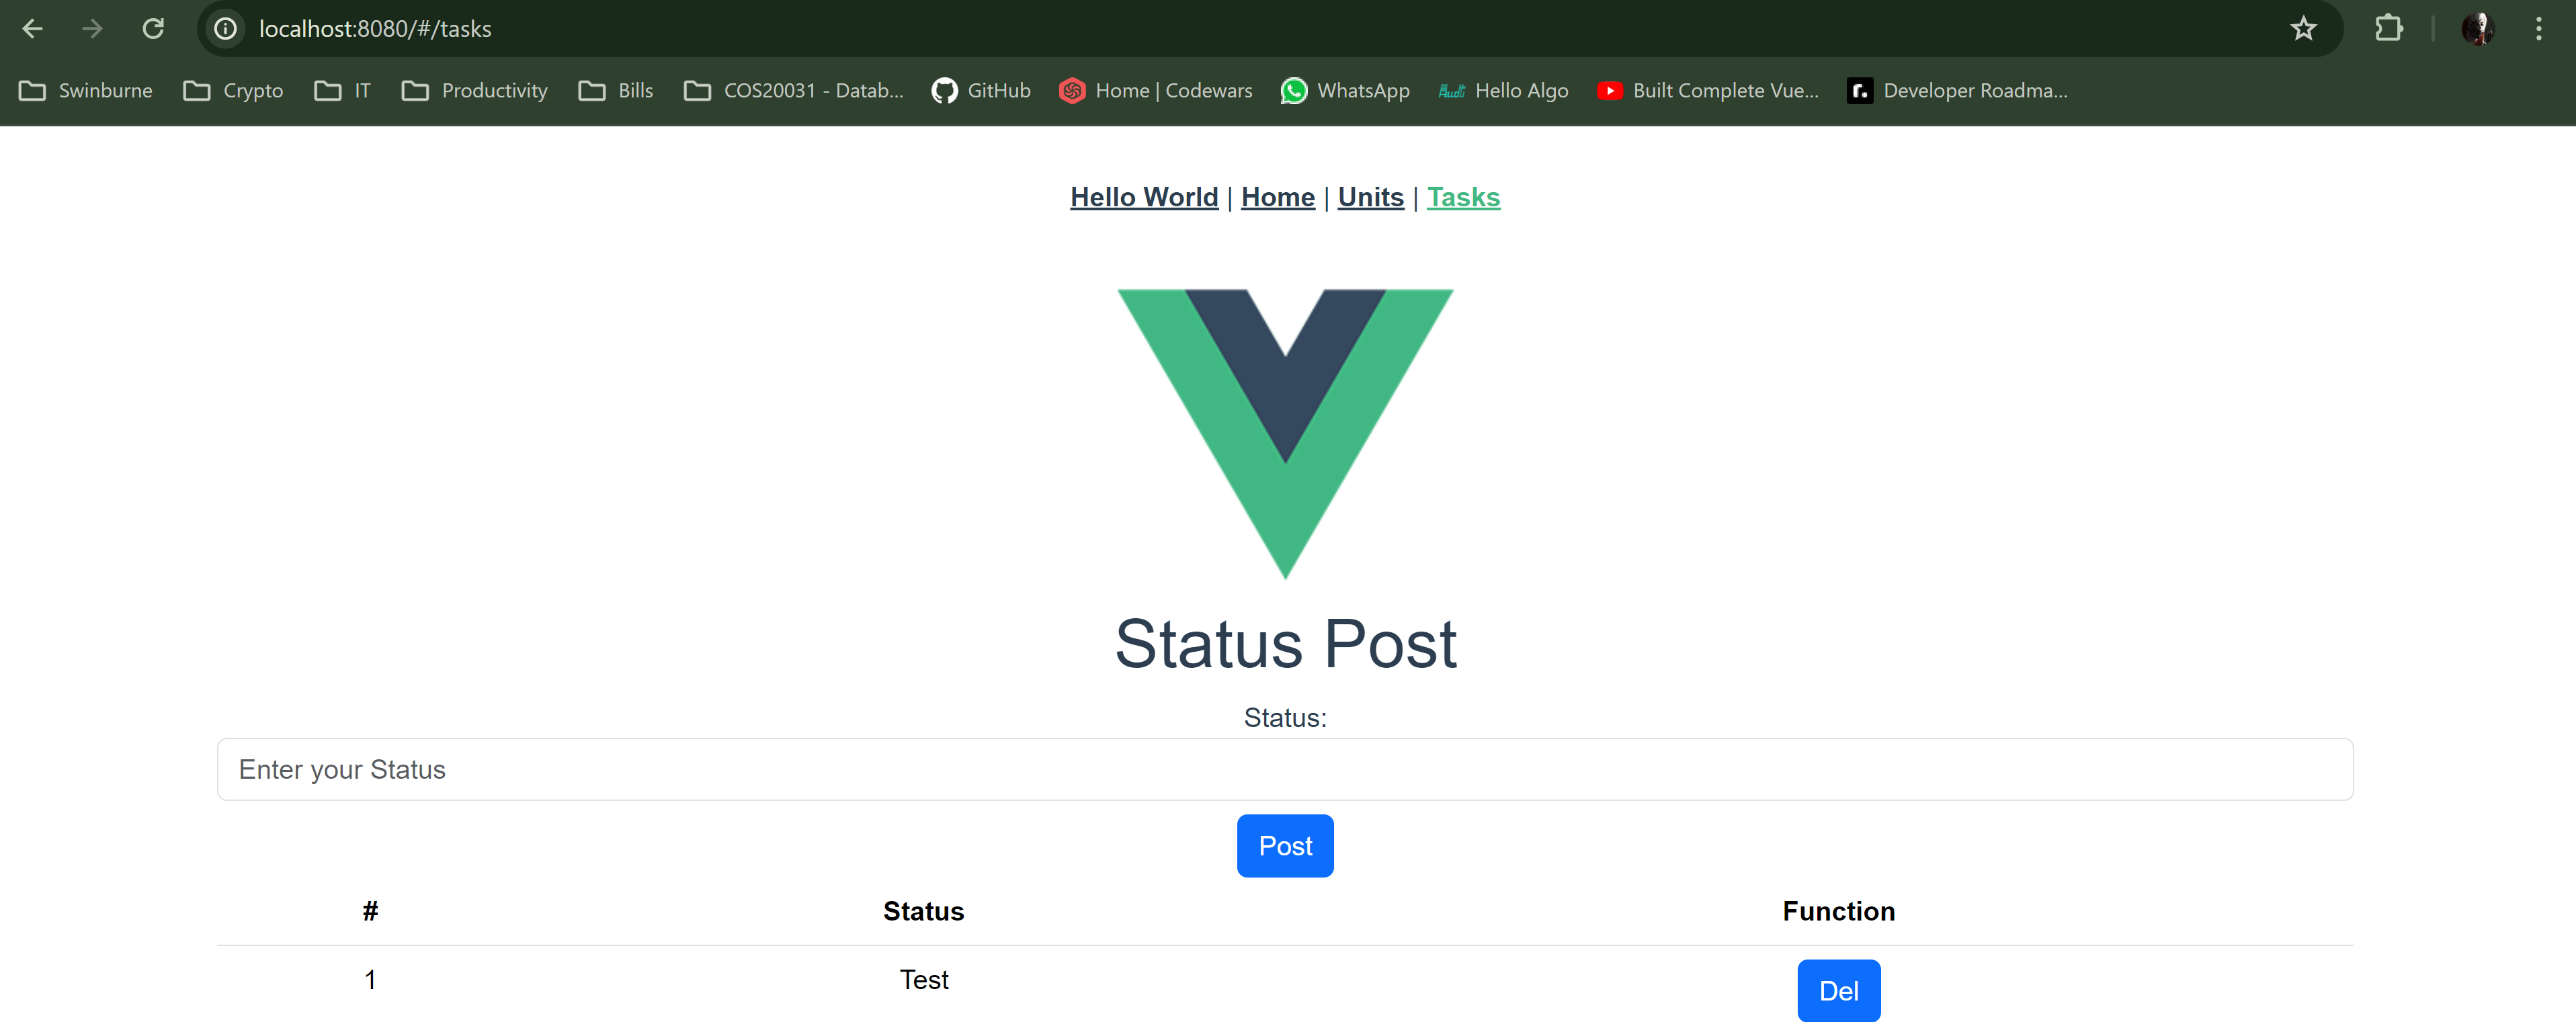 localhost:8080/#/tasks
Swinburne Crypto IT Productivity Bills COS20031 - Datab... GitHub Home | Codewars WhatsApp Hello Algo Built Complete Vue... Developer Roadma...
Hello World | Home | Units | Tasks
Status Post
Status:
Enter your Status
Post
# Status Function
1 Test Del